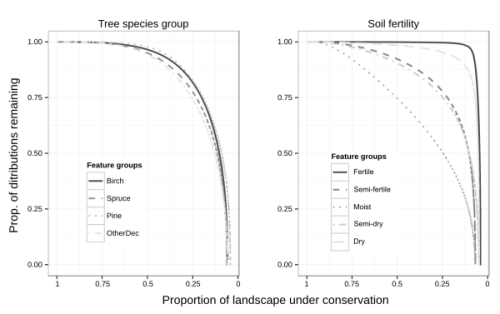 Tree species group
Soil fertility
Prop. of ditributions remaining
1.00
0.75
0.50
0.25
0.00
Feature groups
Birch
Spruce
Pine
OtherDec
1
0.75
0.5
0.25
0
1.00
0.75
0.50
0.25
0.00
Feature groups
Fertile
Semi-fertile
Moist
Semi-dry
Dry
1
0.75
0.5
0.25
0
Proportion of landscape under conservation